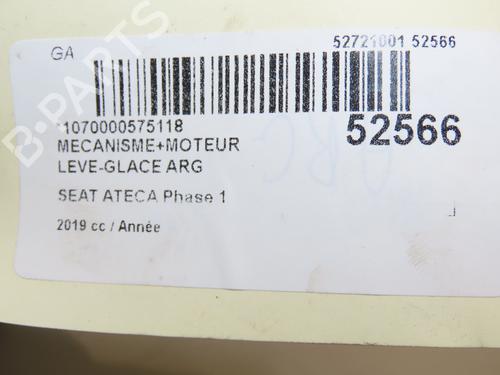 GA
52721001 52566
1070000575118
52566
MECANISME+MOTEUR
LEVE-GLACE ARG
SEAT ATECA Phase 1
2019 cc / Année
B-PARTS